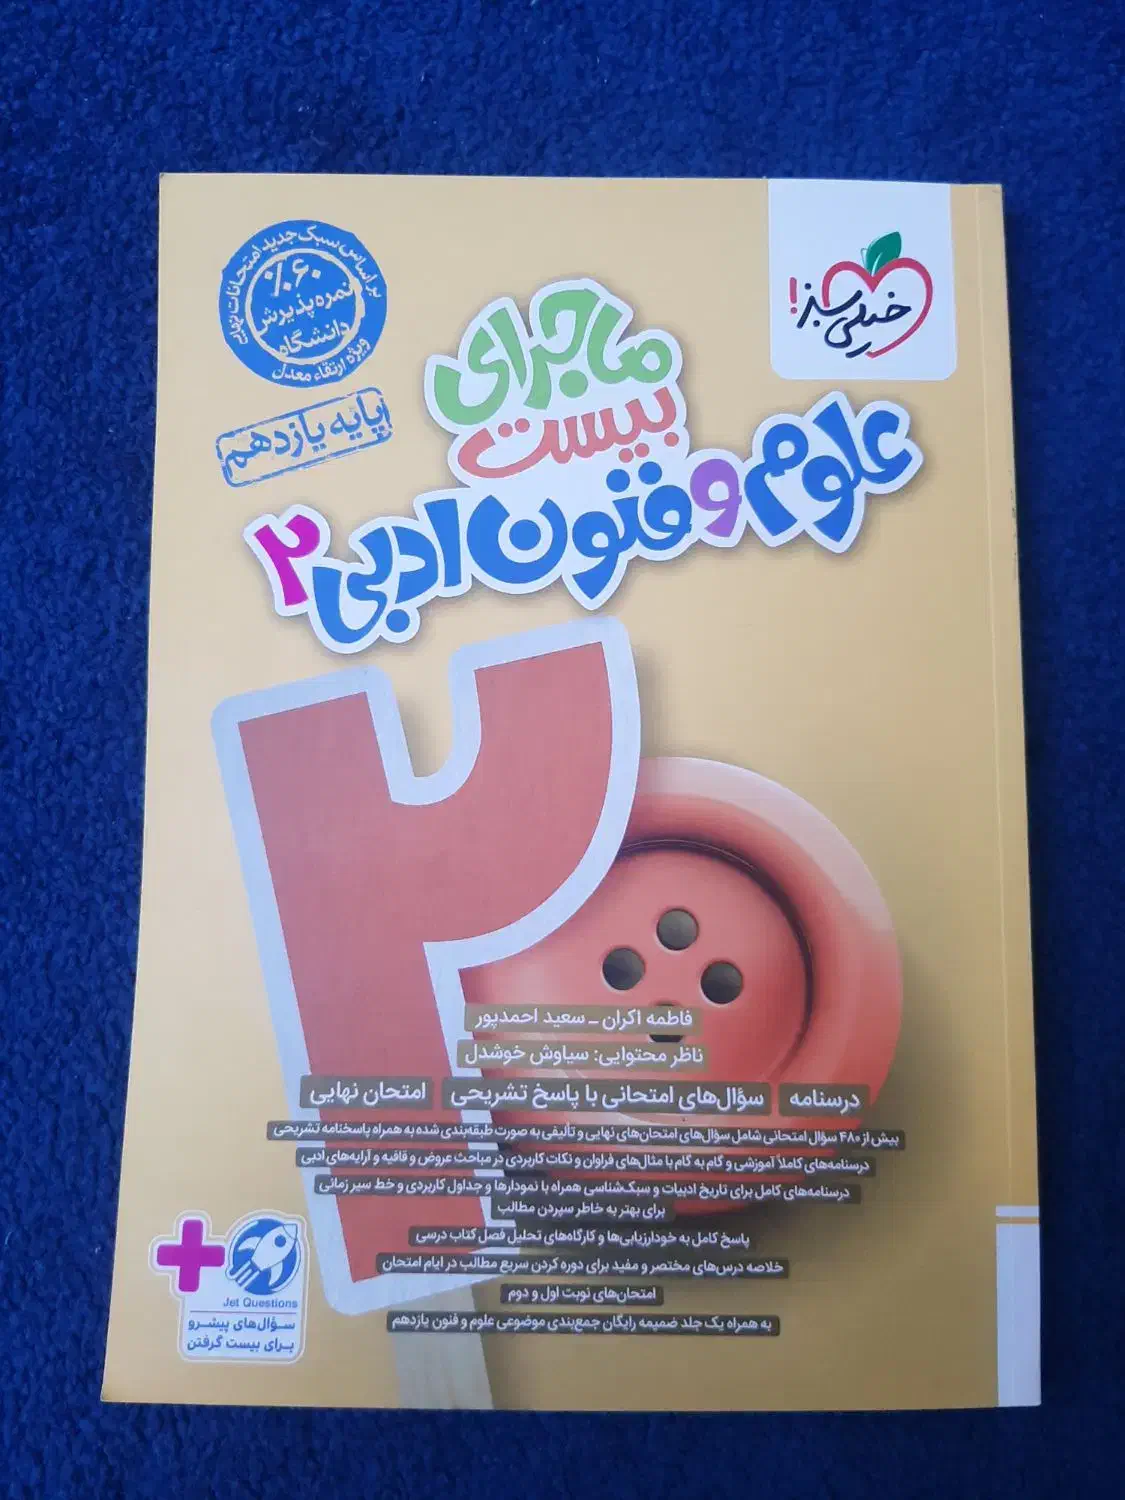 خیلی سبز!
بر اساس سبک جدید امتحانات نهایی
۶۰%
نمره پذیرش
دانشگاه
ویژه ارتقاء معدل
پایه یازدهم
ماجرای
بیست
علوم و فنون ادبی ۲
۲۰
فاطمه اکران - سعید احمدپور
ناظر محتوایی: سیاوش خوشدل
درسنامه سؤال‌های امتحانی با پاسخ تشریحی امتحان نهایی
بیش از ۴۸۰ سؤال امتحانی شامل سؤال‌های امتحان‌های نهایی و تألیفی به صورت طبقه‌بندی شده به همراه پاسخنامه تشریحی
درسنامه‌های کاملاً آموزشی و گام به گام با مثال‌های فراوان و نکات کاربردی در مباحث عروض و قافیه و آرایه‌های ادبی
درسنامه‌های کامل برای تاریخ ادبیات و سبک‌شناسی همراه با نمودارها و جداول کاربردی و خط سیر زمانی
برای بهتر به خاطر سپردن مطالب
پاسخ کامل به خودارزیابی‌ها و کارگاه‌های تحلیل فصل کتاب درسی
خلاصه درس‌های مختصر و مفید برای دوره کردن سریع مطالب در ایام امتحان
امتحان‌های نوبت اول و دوم
به همراه یک جلد ضمیمه رایگان جمع‌بندی موضوعی علوم و فنون یازدهم
Jet Questions
سؤال‌های پیشرو
برای بیست گرفتن